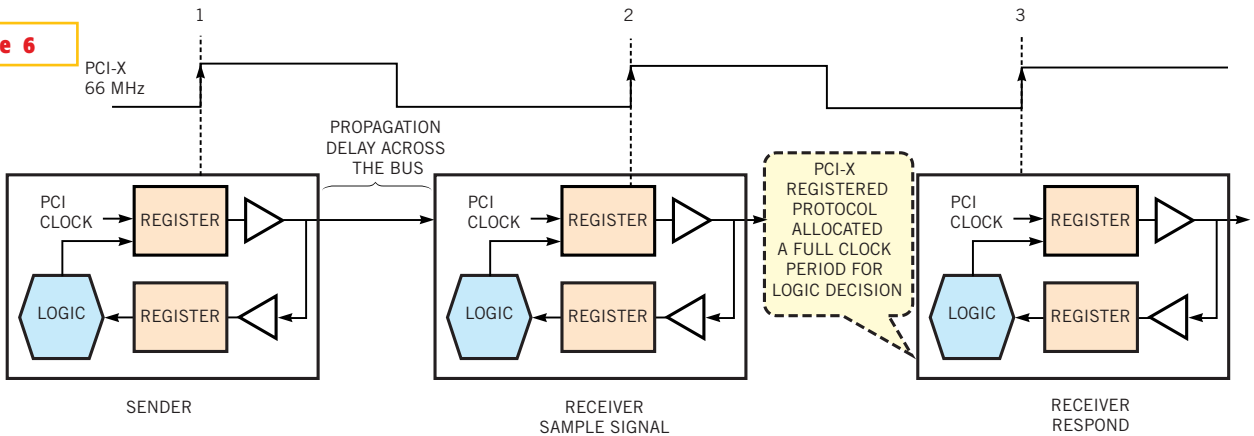 1
2
3
e 6
PCI-X
66 MHz
PROPAGATION
DELAY ACROSS
THE BUS
PCI
CLOCK
REGISTER
LOGIC
REGISTER
SENDER
PCI
CLOCK
REGISTER
LOGIC
REGISTER
RECEIVER
SAMPLE SIGNAL
PCI-X
REGISTERED
PROTOCOL
ALLOCATED
A FULL CLOCK
PERIOD FOR
LOGIC DECISION
PCI
CLOCK
REGISTER
LOGIC
REGISTER
RECEIVER
RESPOND